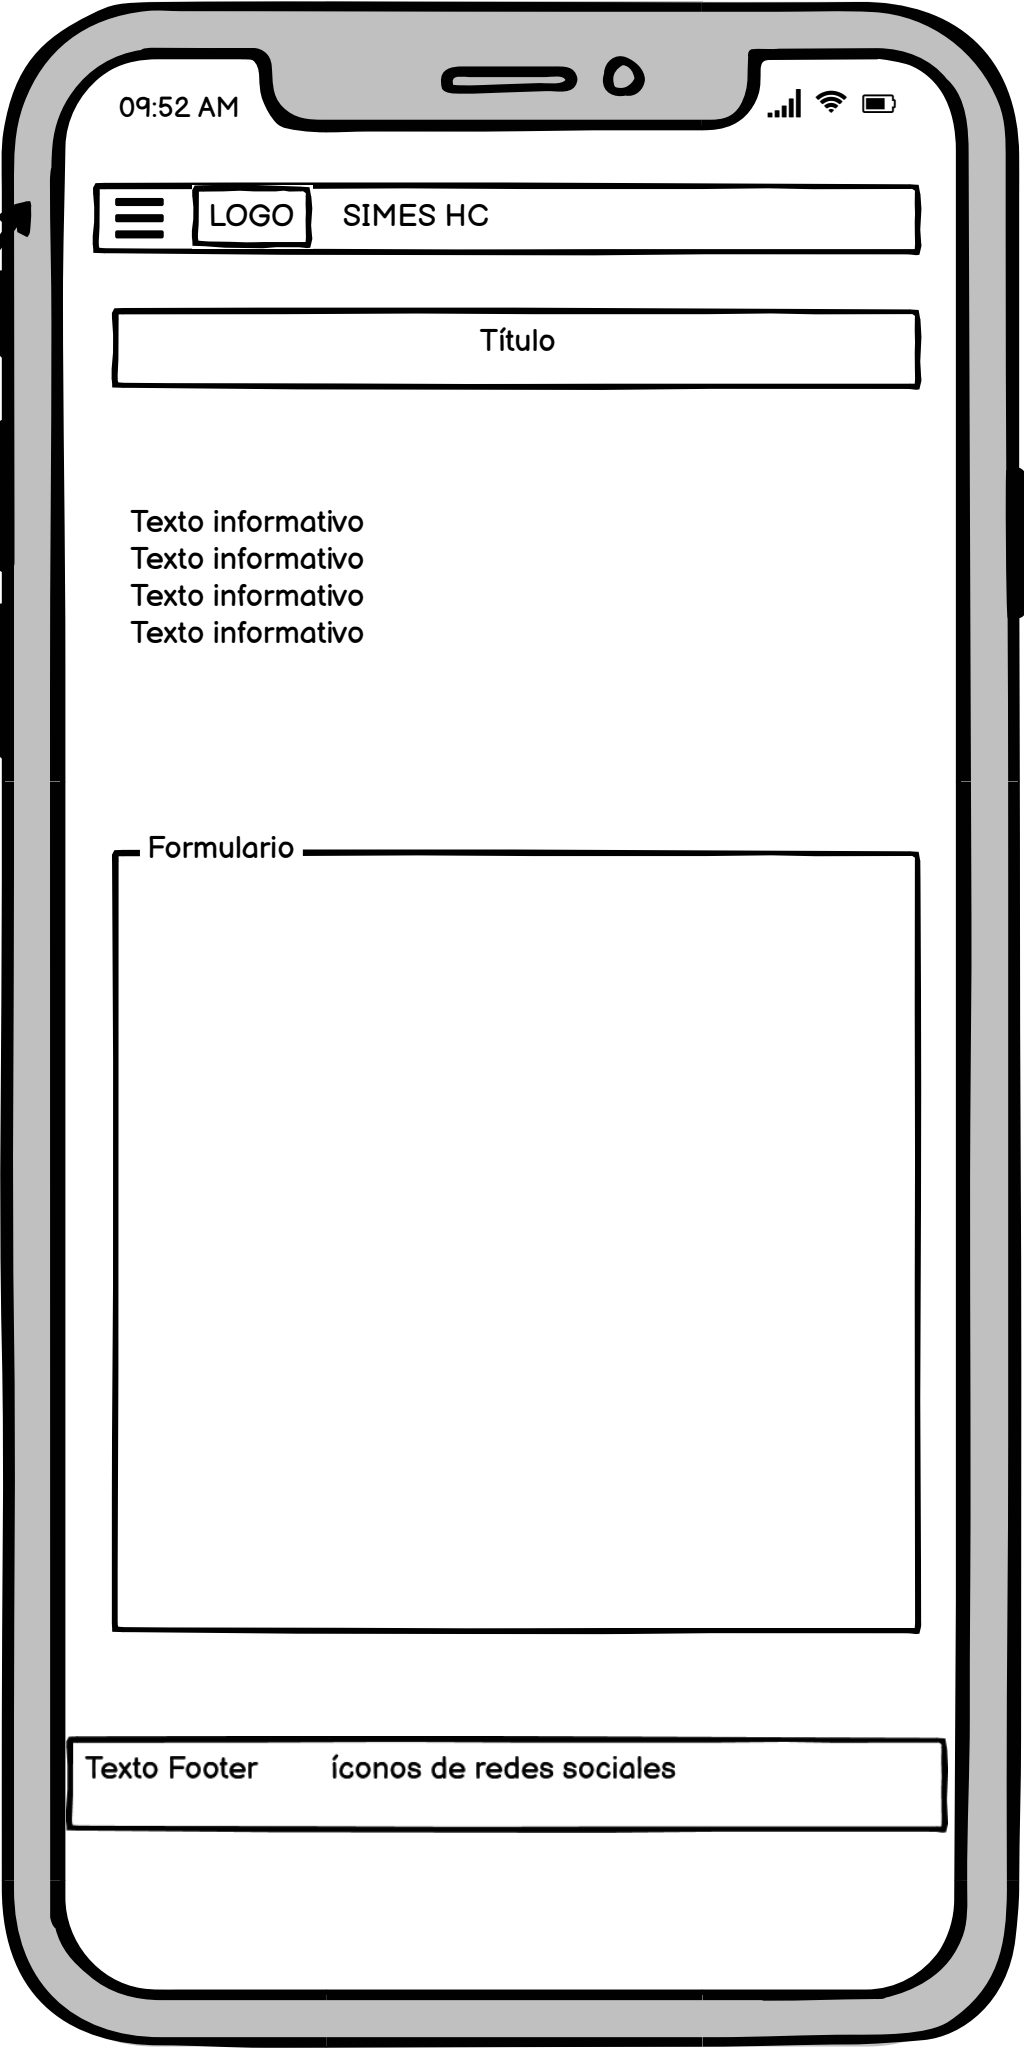 09:52 AM
LOGO SIMES HC
Título
Texto informativo
Texto informativo
Texto informativo
Texto informativo
Formulario
Texto Footer íconos de redes sociales